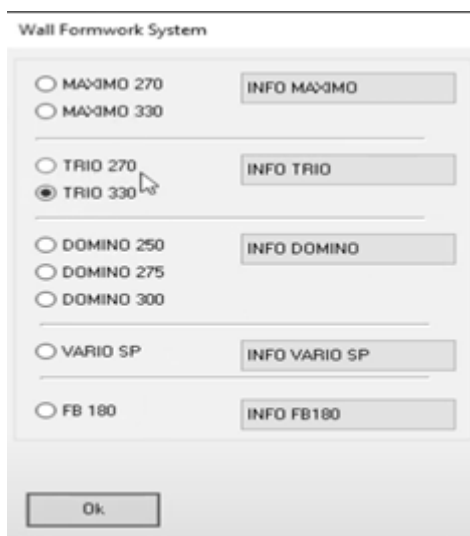 Wall Formwork System
MAXIMO 270
INFO MAXIMO
MAXIMO 330
TRIO 270
INFO TRIO
TRIO 330
DOMINO 250
INFO DOMINO
DOMINO 275
DOMINO 300
VARIO SP
INFO VARIO SP
FB 180
INFO FB180
Ok